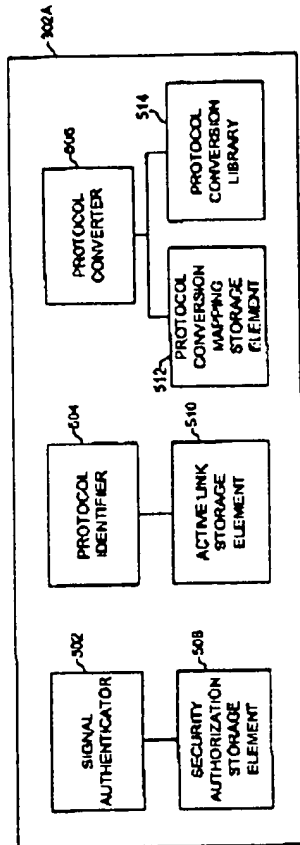 302A
502
SIGNAL
AUTHENTICATOR
504
PROTOCOL
IDENTIFIER
506
PROTOCOL
CONVERTER
508
SECURITY
AUTHORIZATION
STORAGE
ELEMENT
510
ACTIVE LINK
STORAGE
ELEMENT
512
PROTOCOL
CONVERSION
MAPPING
STORAGE
ELEMENT
514
PROTOCOL
CONVERSION
LIBRARY